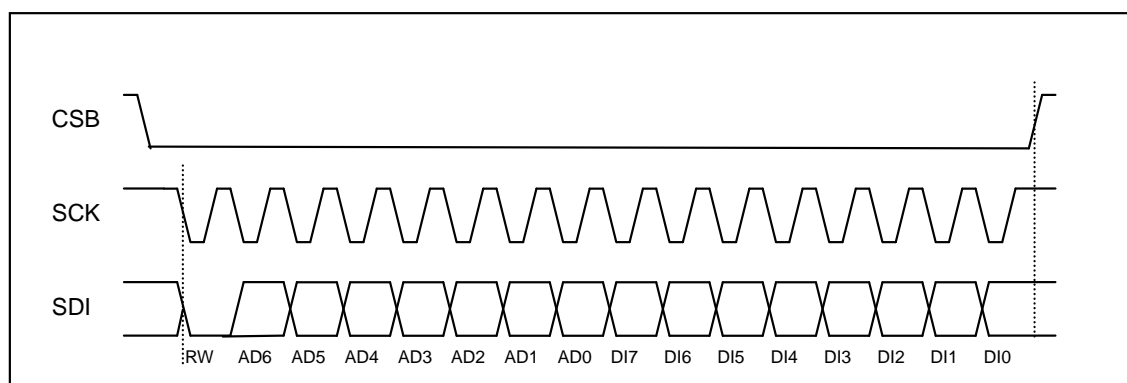 CSB
SCK
SDI
RW AD6 AD5 AD4 AD3 AD2 AD1 AD0 DI7 DI6 DI5 DI4 DI3 DI2 DI1 DI0